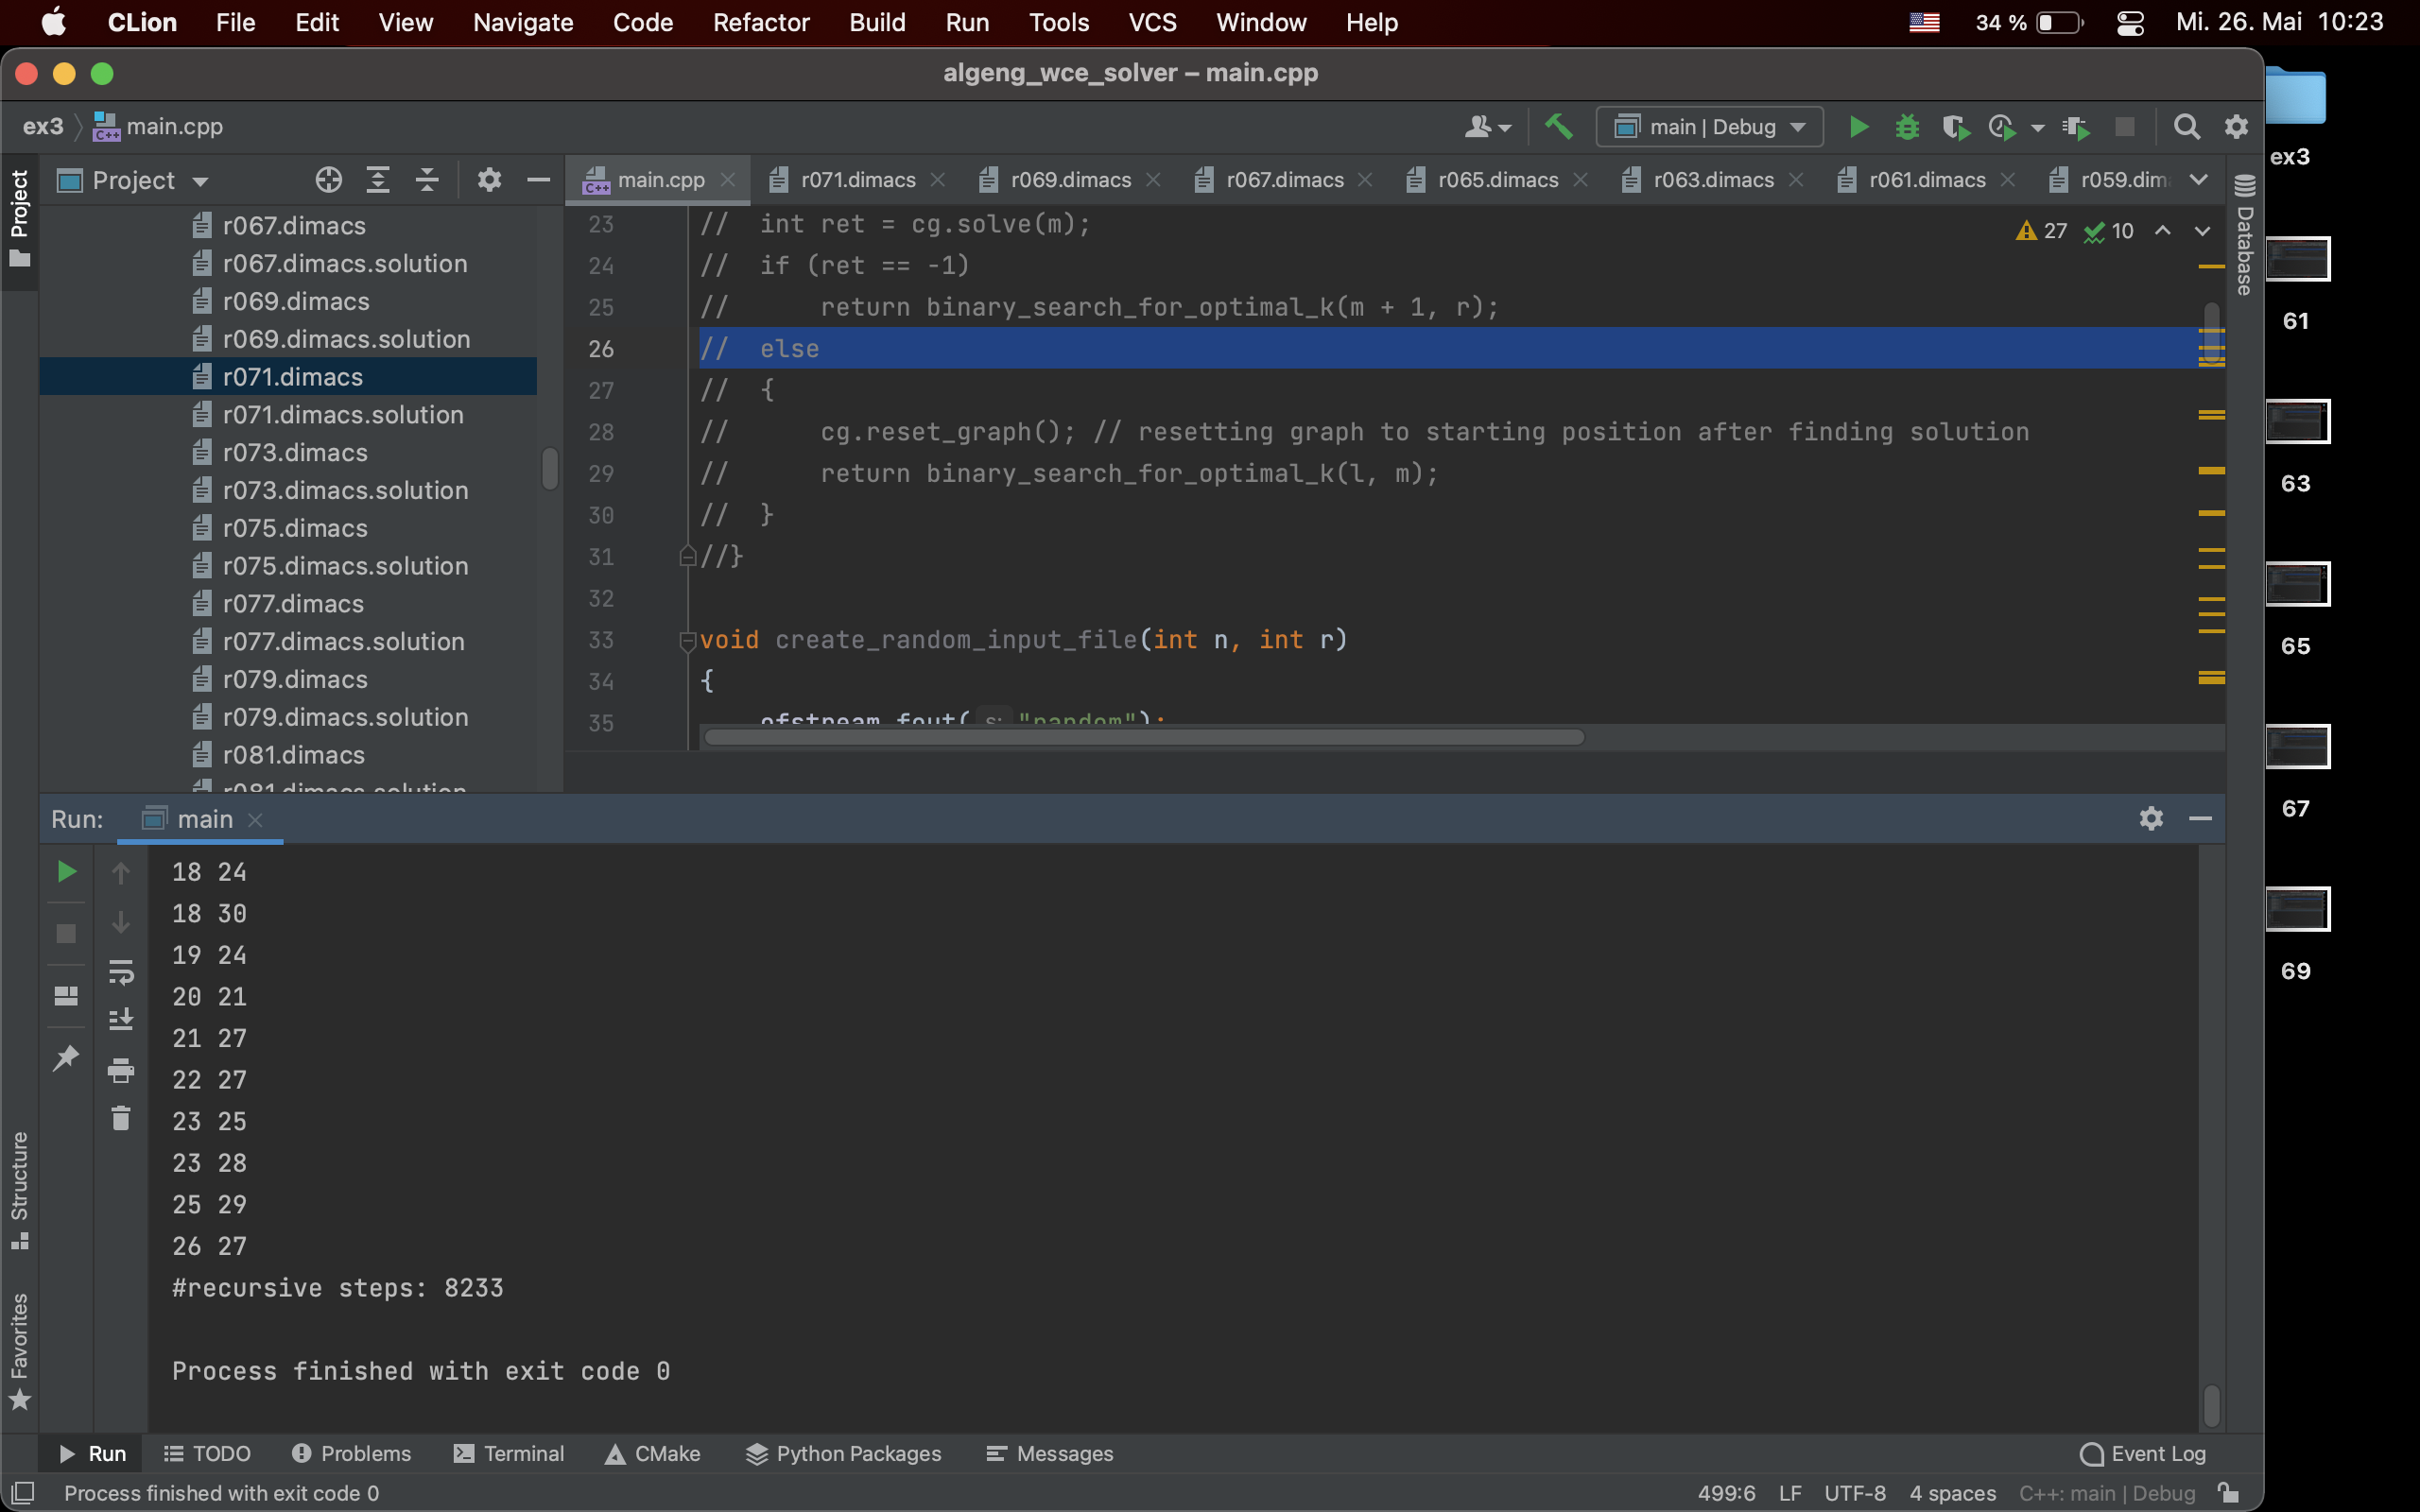 CLion File Edit View Navigate Code Refactor Build Run Tools VCS Window Help 34 % Mi. 26. Mai 10:23
algeng_wce_solver – main.cpp
ex3 main.cpp main | Debug
Project
Project
main.cpp r071.dimacs r069.dimacs r067.dimacs r065.dimacs r063.dimacs r061.dimacs r059.dim
r067.dimacs
r067.dimacs.solution
r069.dimacs
r069.dimacs.solution
r071.dimacs
r071.dimacs.solution
r073.dimacs
r073.dimacs.solution
r075.dimacs
r075.dimacs.solution
r077.dimacs
r077.dimacs.solution
r079.dimacs
r079.dimacs.solution
r081.dimacs
r081.dimacs.solution
27 10
23 // int ret = cg.solve(m);
24 // if (ret == -1)
25 // return binary_search_for_optimal_k(m + 1, r);
26 // else
27 // {
28 // cg.reset_graph(); // resetting graph to starting position after finding solution
29 // return binary_search_for_optimal_k(l, m);
30 // }
31 //}
32
33 void create_random_input_file(int n, int r)
34 {
35 ofstream fout( s: "random");
Database
Run: main
18 24
18 30
19 24
20 21
21 27
22 27
23 25
23 28
25 29
26 27
#recursive steps: 8233
Process finished with exit code 0
Structure
Favorites
Run TODO Problems Terminal CMake Python Packages Messages Event Log
Process finished with exit code 0 499:6 LF UTF-8 4 spaces C++: main | Debug
ex3
61
63
65
67
69